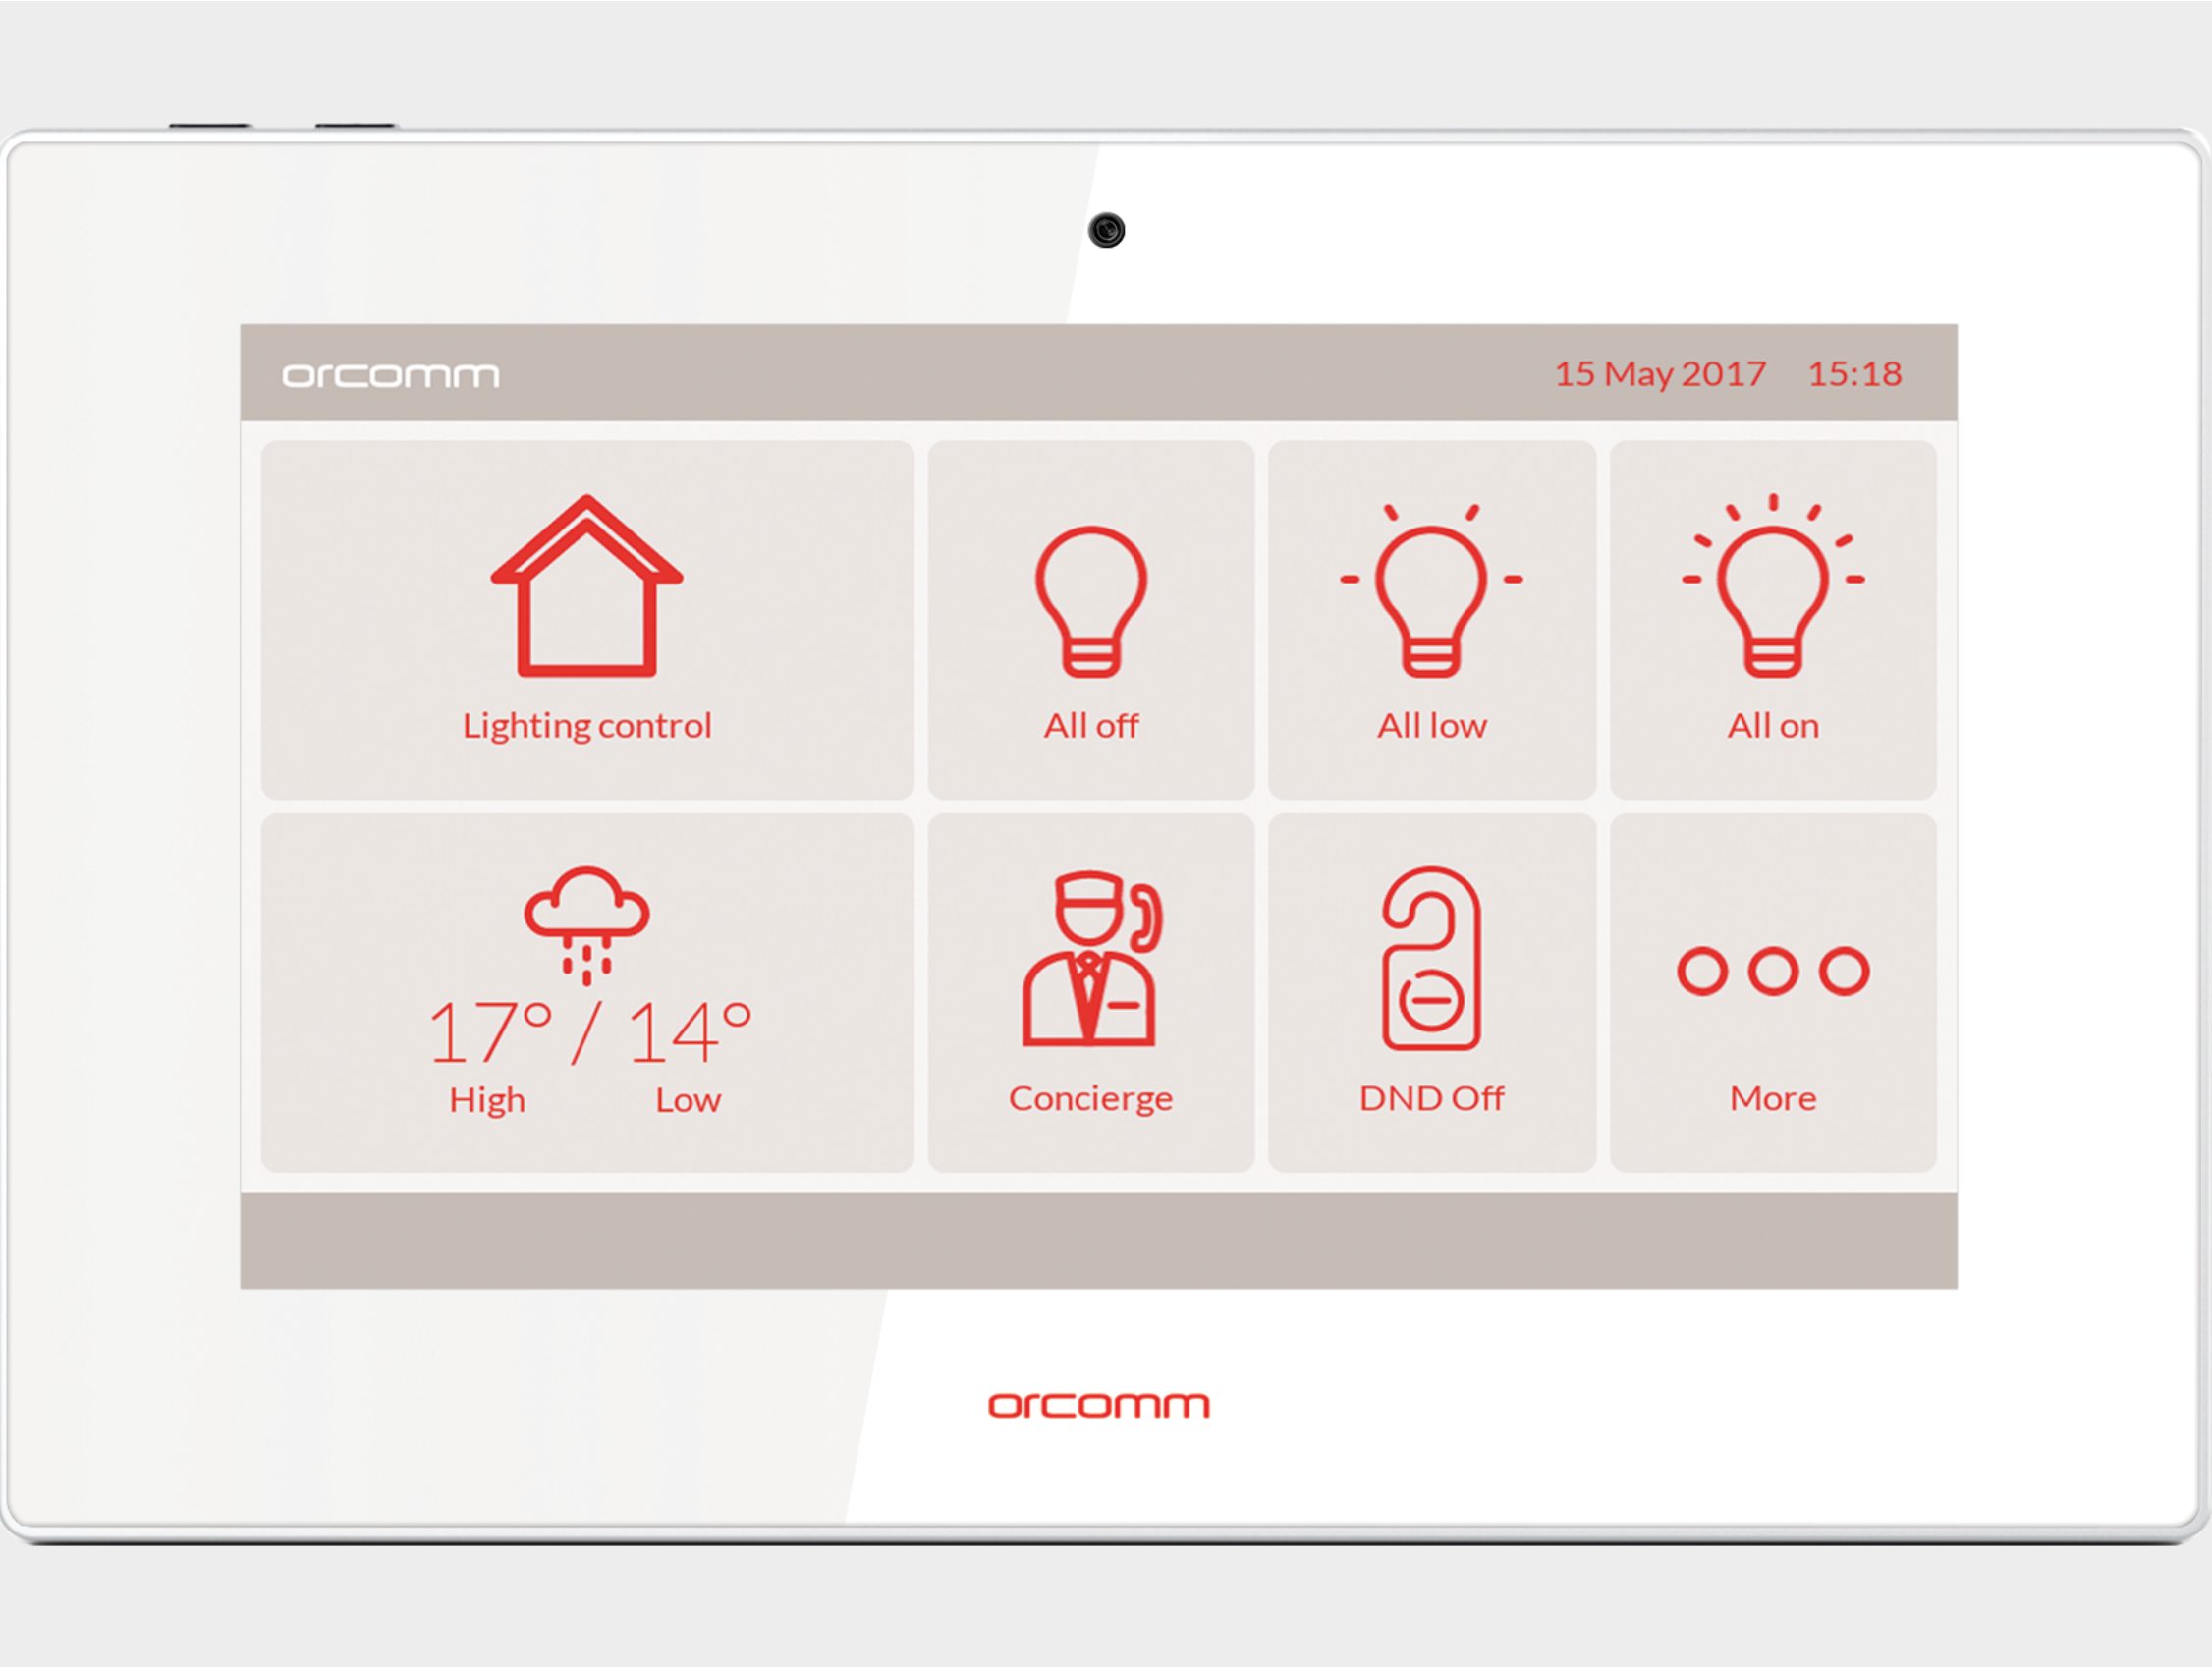 orcomm
15 May 2017 15:18
Lighting control
All off
All low
All on
17° / 14°
High Low
Concierge
DND Off
More
orcomm